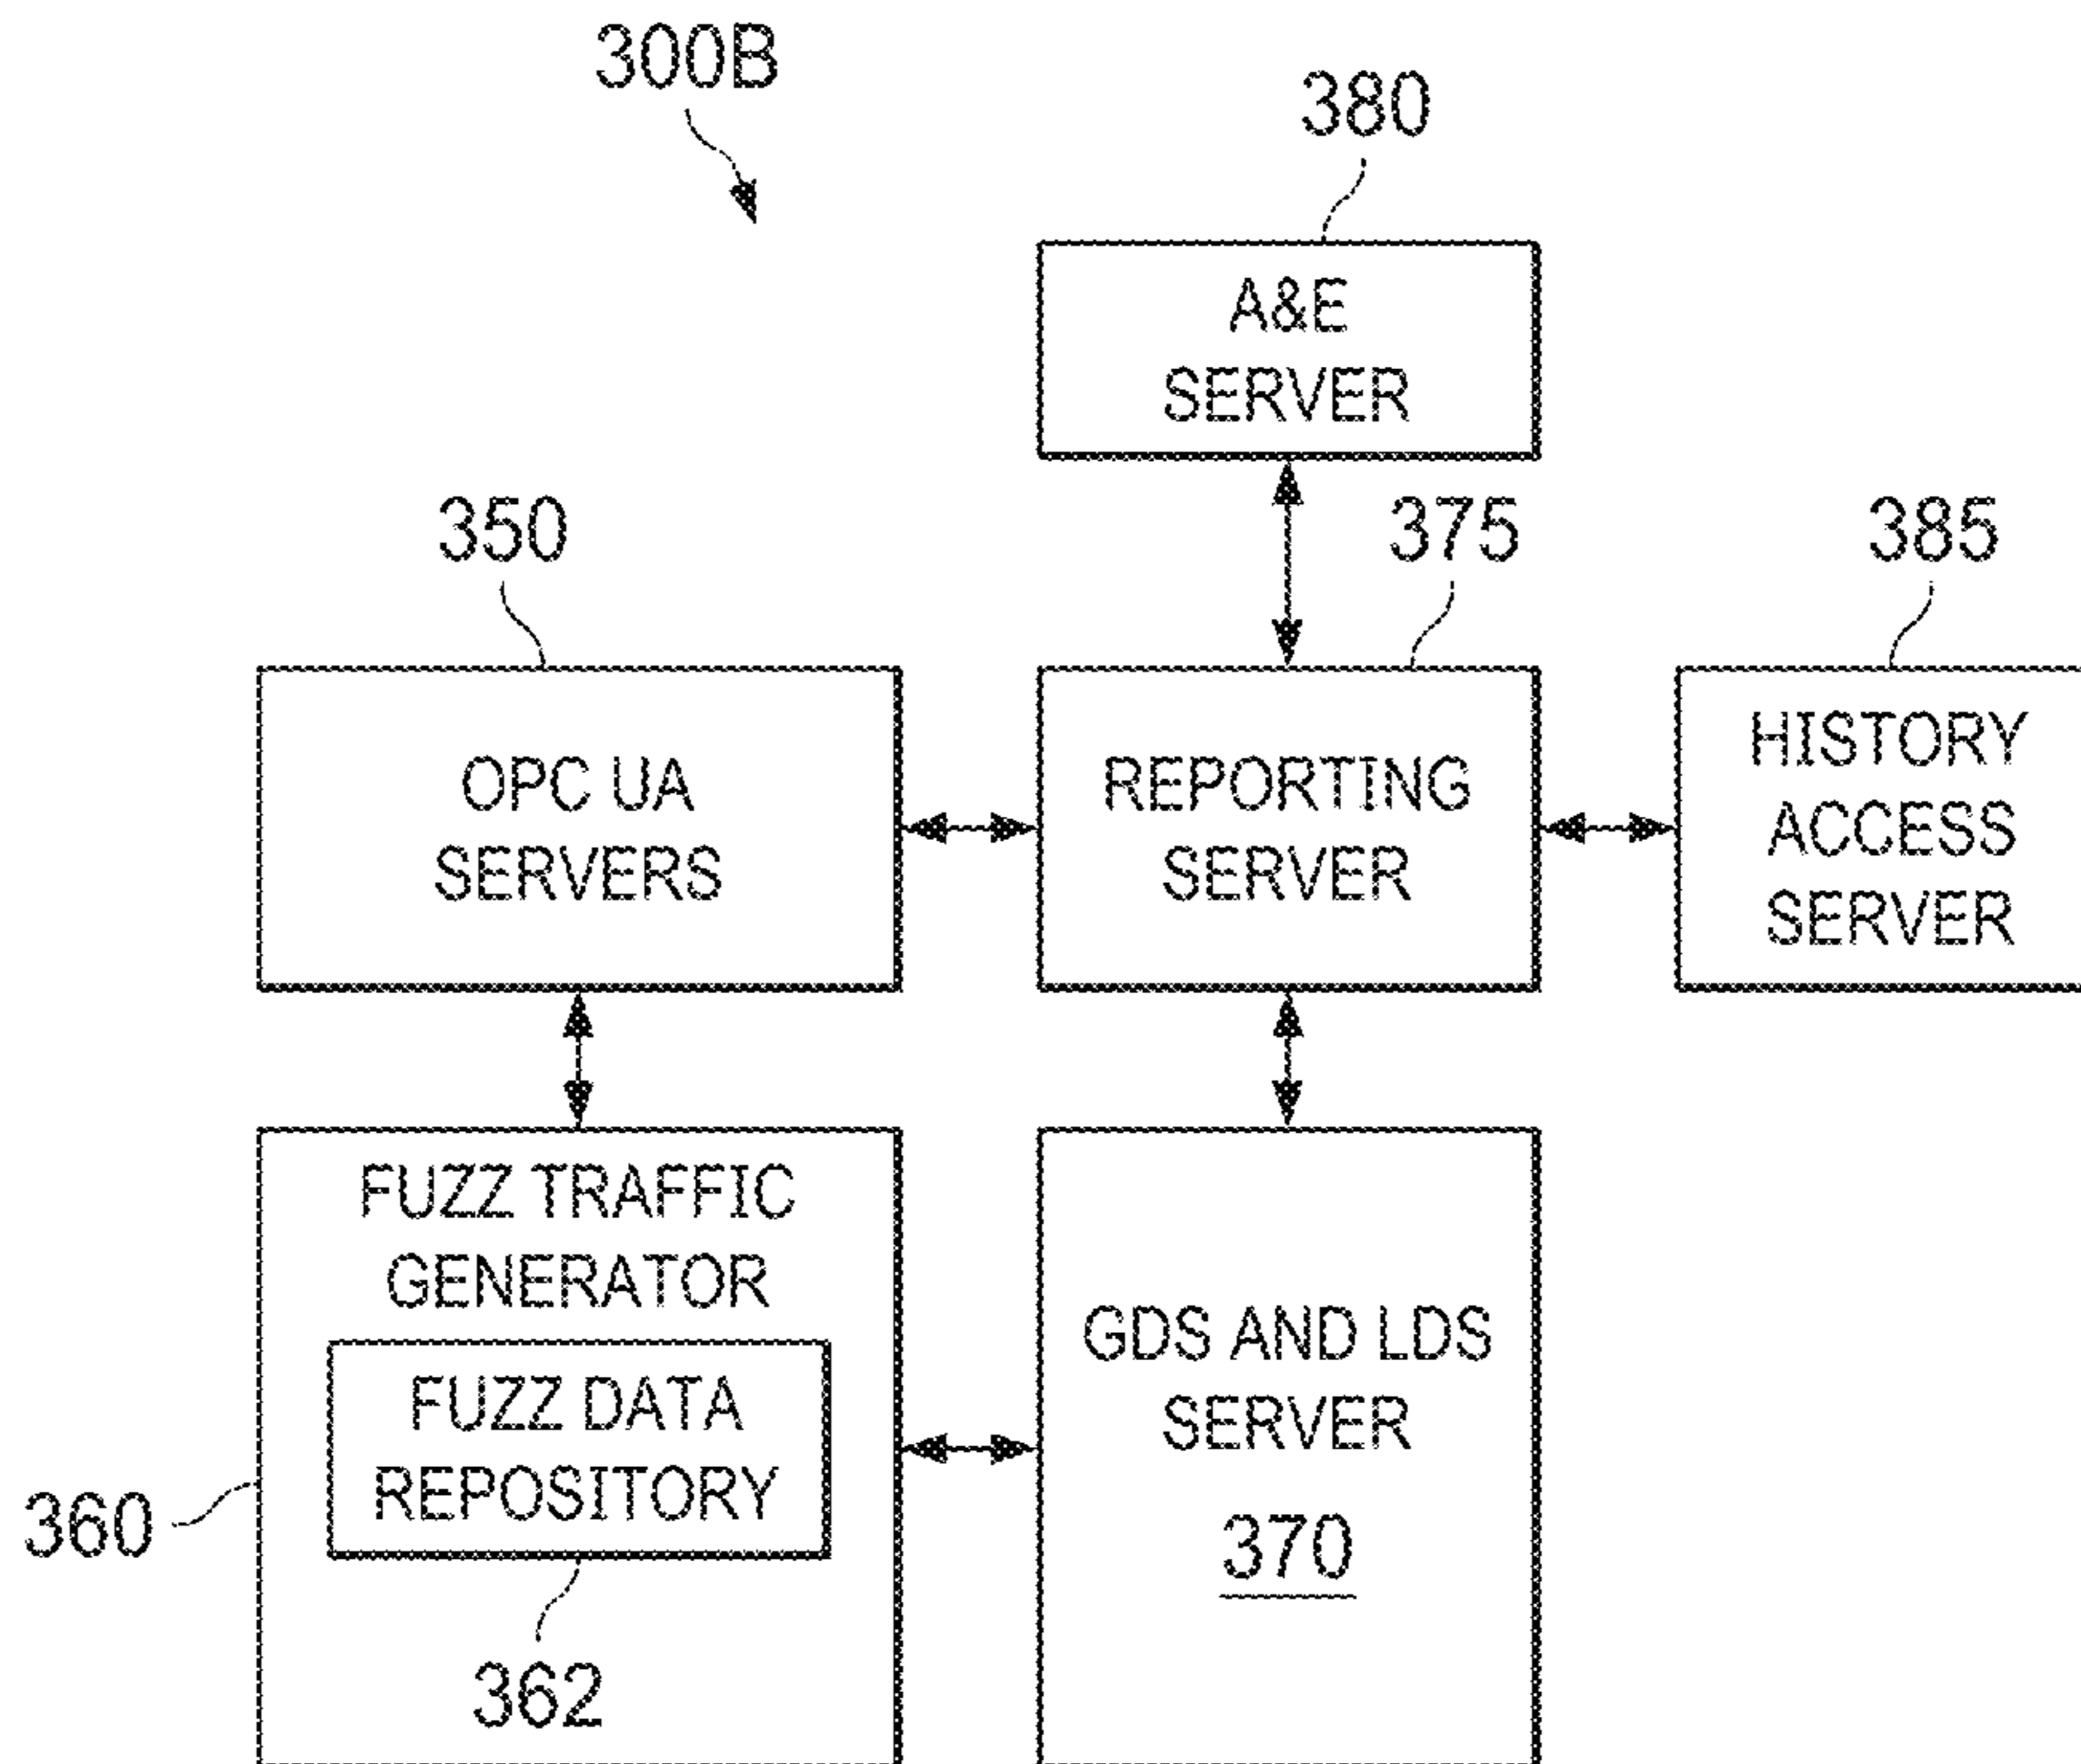 300B
380
A&E
SERVER
350
375
385
OPC UA
SERVERS
REPORTING
SERVER
HISTORY
ACCESS
SERVER
FUZZ TRAFFIC
GENERATOR
FUZZ DATA
REPOSITORY
360
362
GDS AND LDS
SERVER
370